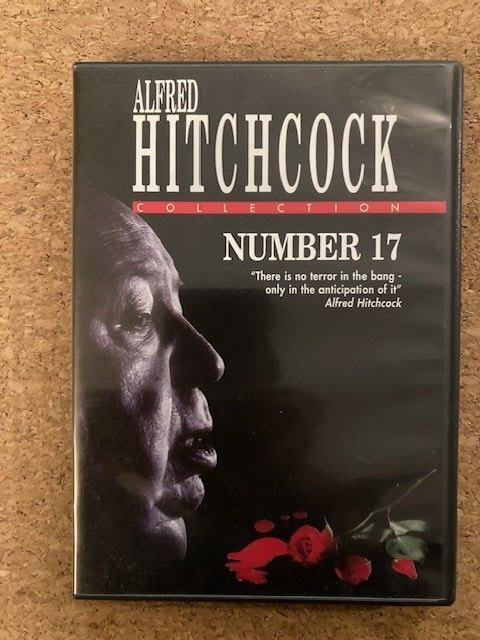 ALFRED
HITCHCOCK
COLLECTION
NUMBER 17
"There is no terror in the bang -
only in the anticipation of it"
Alfred Hitchcock